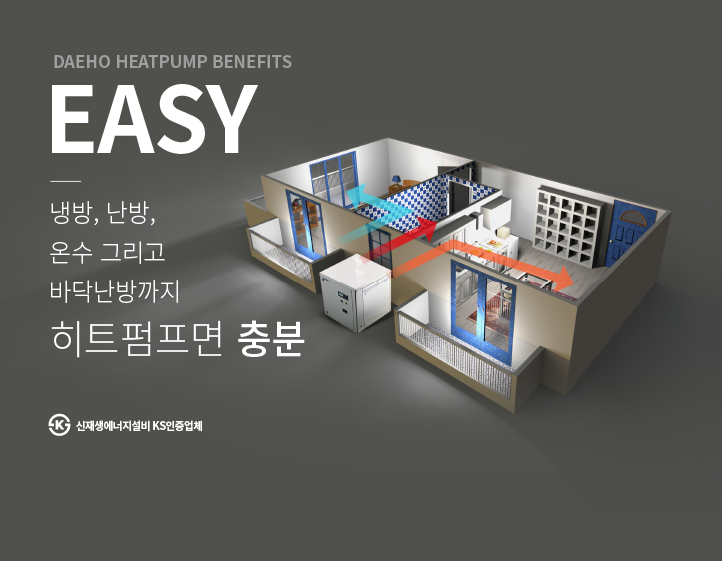 DAEHO HEATPUMP BENEFITS
EASY
냉방, 난방,
온수 그리고
바닥난방까지
히트펌프면 충분
신재생에너지설비 KS인증업체